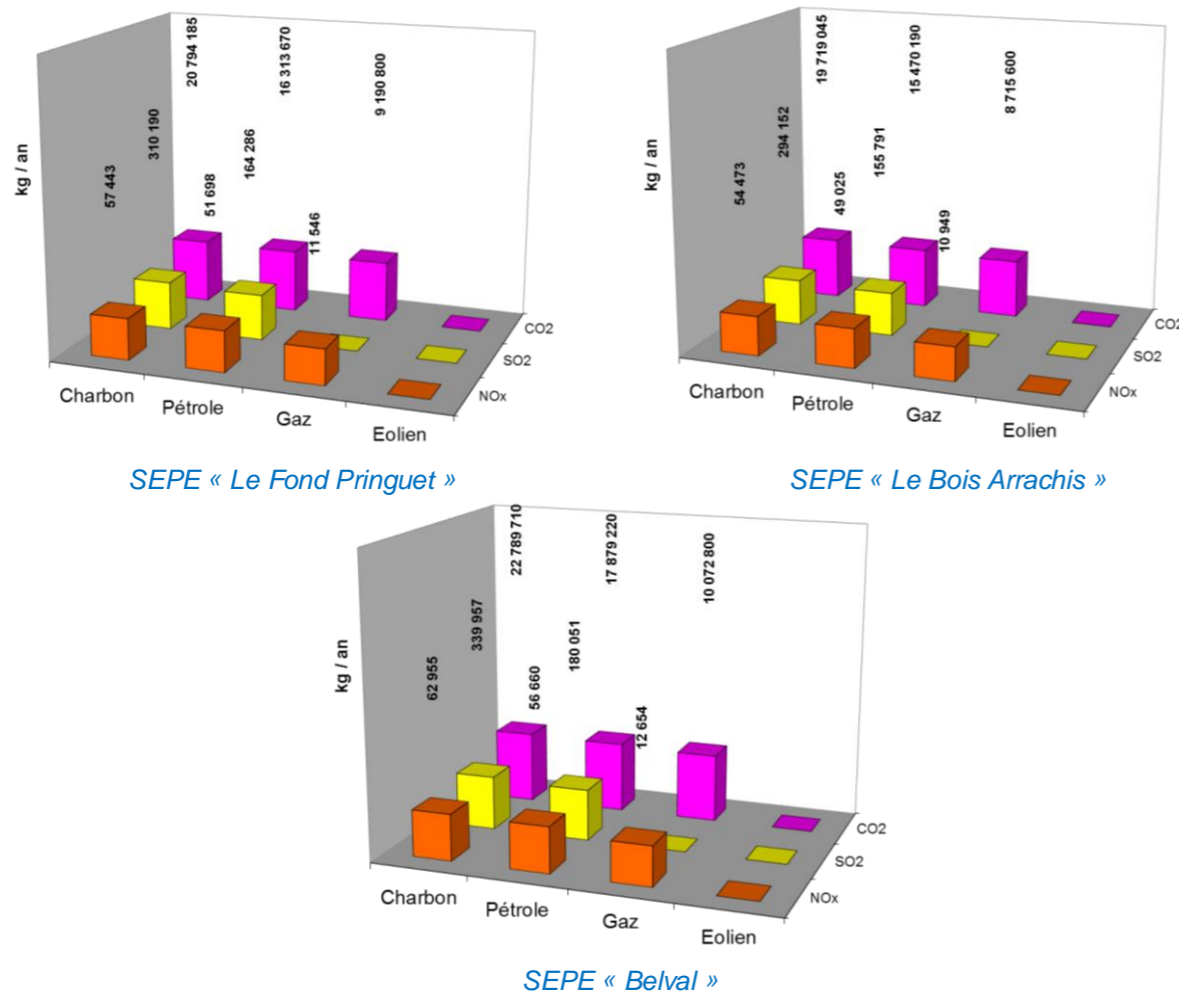 kg / an
57 443
310 190
20 794 185
51 698
164 286
16 313 670
11 546
9 190 800
Charbon
Pétrole
Gaz
Eolien
CO2
SO2
NOx
SEPE « Le Fond Pringuet »
kg / an
54 473
294 152
19 719 045
49 025
155 791
15 470 190
10 949
8 715 600
Charbon
Pétrole
Gaz
Eolien
CO2
SO2
NOx
SEPE « Le Bois Arrachis »
kg / an
62 955
339 957
22 789 710
56 660
180 051
17 879 220
12 654
10 072 800
Charbon
Pétrole
Gaz
Eolien
CO2
SO2
NOx
SEPE « Belval »